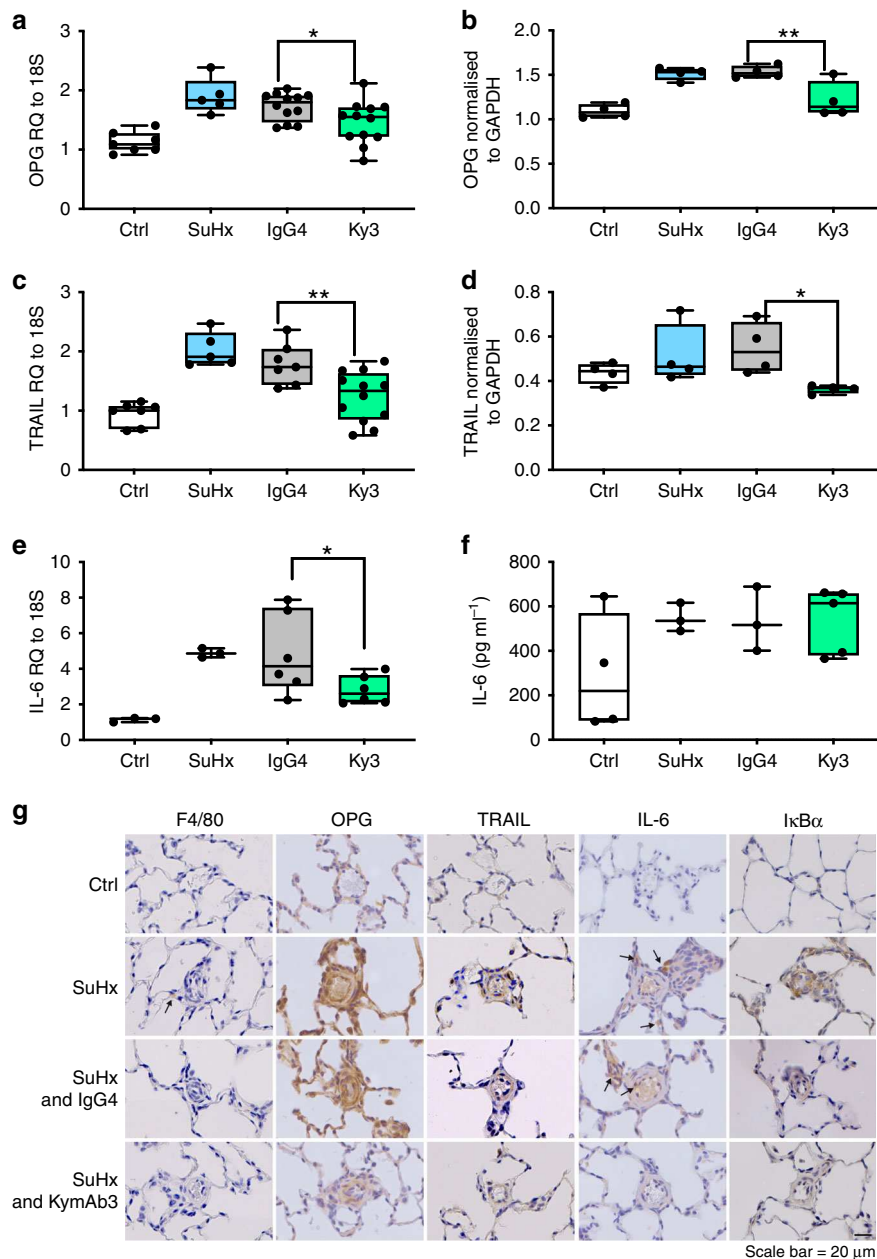 a
OPG RQ to 18S
3
2
1
0
*
Ctrl SuHx IgG4 Ky3
b
OPG normalised
to GAPDH
2.0
1.5
1.0
0.5
0.0
**
Ctrl SuHx IgG4 Ky3
c
TRAIL RQ to 18S
3
2
1
0
**
Ctrl SuHx IgG4 Ky3
d
TRAIL normalised
to GAPDH
0.8
0.6
0.4
0.2
0.0
*
Ctrl SuHx IgG4 Ky3
e
IL-6 RQ to 18S
10
8
6
4
2
0
*
Ctrl SuHx IgG4 Ky3
f
IL-6 (pg ml⁻¹)
800
600
400
200
0
Ctrl SuHx IgG4 Ky3
g
F4/80 OPG TRAIL IL-6 IκBα
Ctrl
SuHx
SuHx
and IgG4
SuHx
and KymAb3
Scale bar = 20 μm